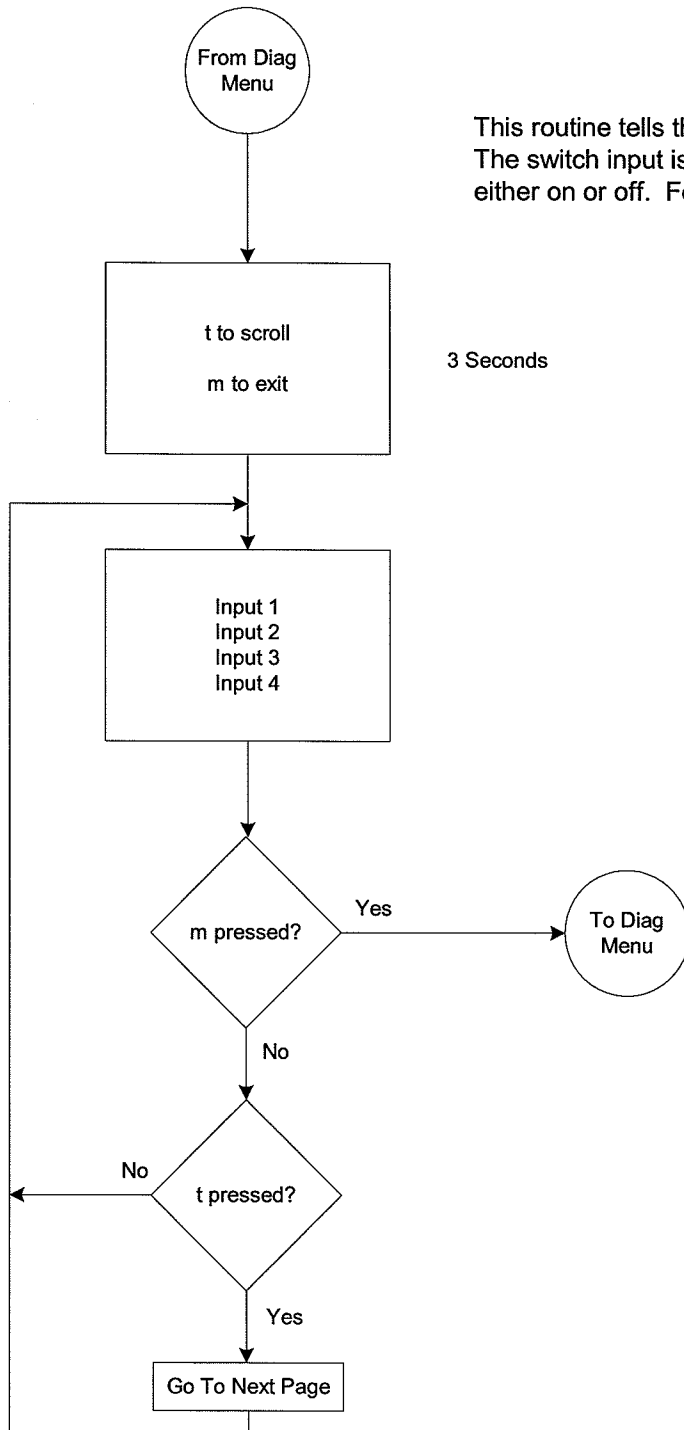 From Diag
Menu
This routine tells
The switch input is
either on or off.
t to scroll
m to exit
3 Seconds
Input 1
Input 2
Input 3
Input 4
m pressed?
Yes
To Diag
Menu
No
t pressed?
No
Yes
Go To Next Page